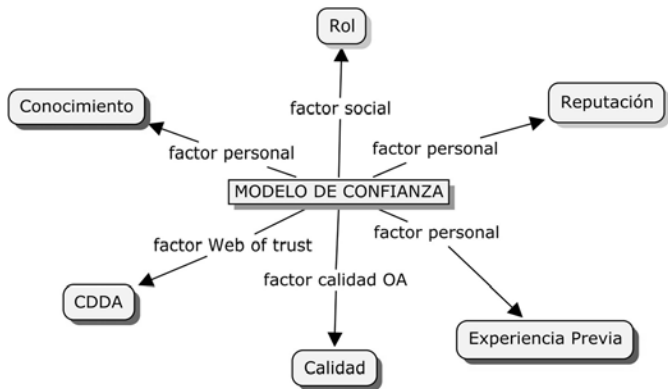 Rol
Conocimiento
Reputación
factor social
factor personal
factor personal
MODELO DE CONFIANZA
factor personal
factor Web of trust
factor calidad OA
CDDA
Experiencia Previa
Calidad